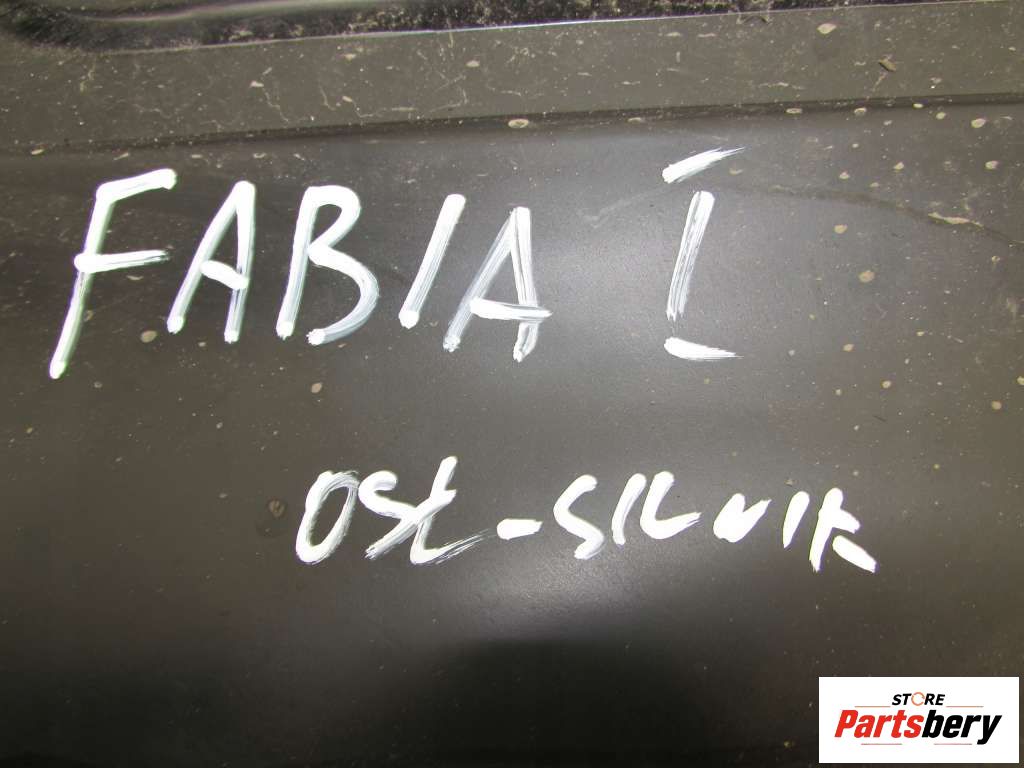 FABIA I
OSŁ-SILNIK
STORE
Partsbery